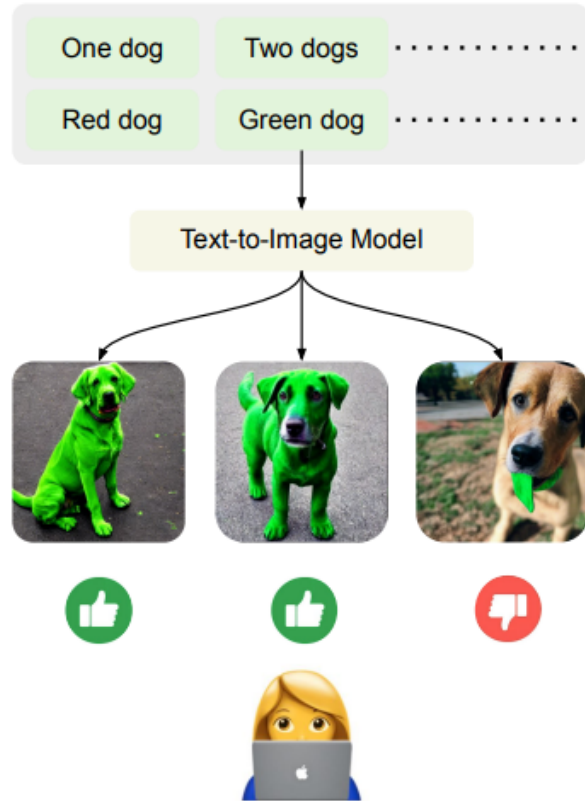 One dog Two dogs ............
Red dog Green dog ............
Text-to-Image Model